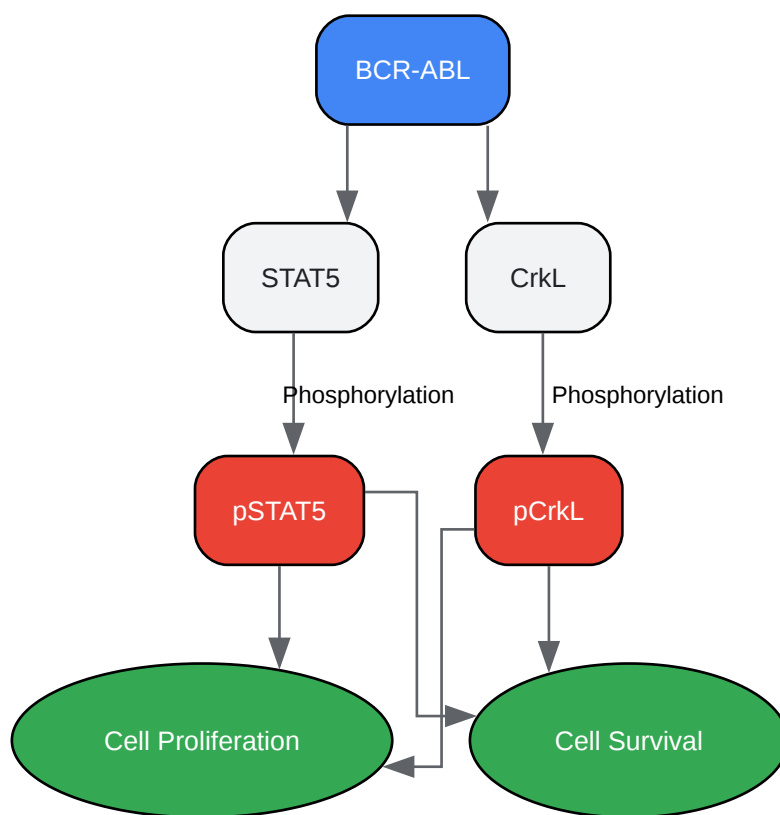 BCR-ABL
STAT5
CrkL
Phosphorylation
Phosphorylation
pSTAT5
pCrkL
Cell Proliferation
Cell Survival